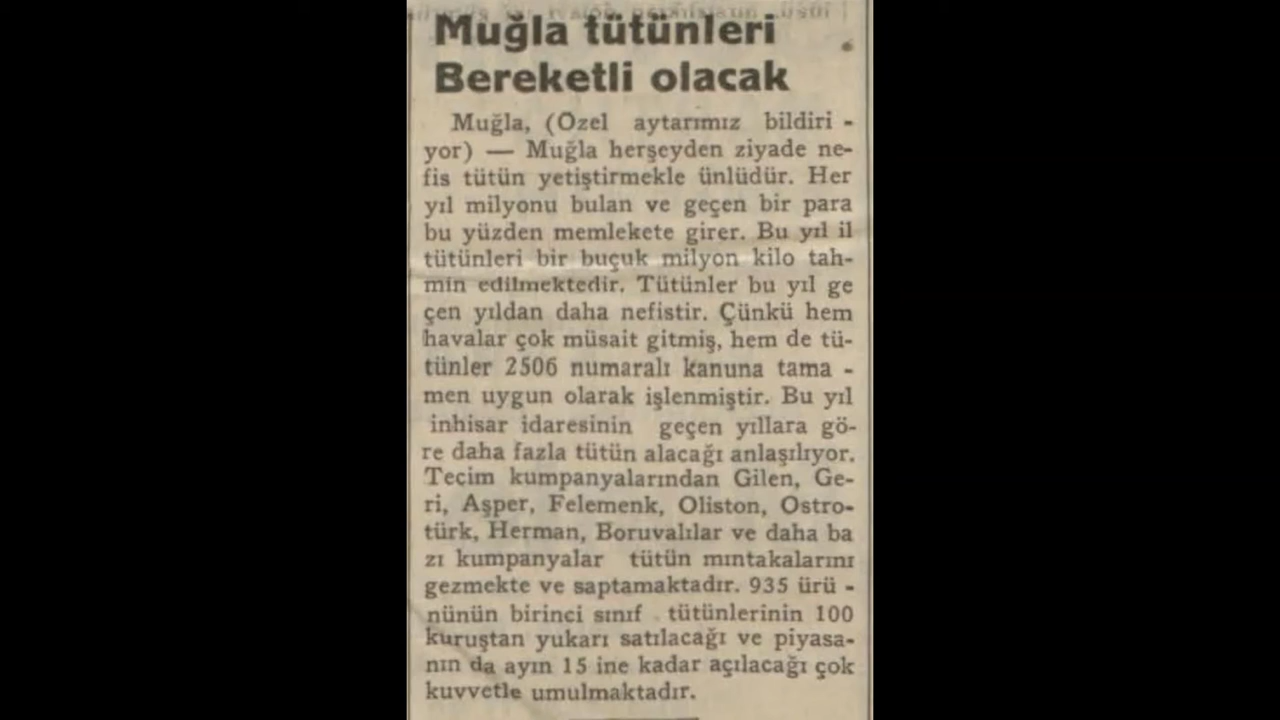 Muğla tütünleri
Bereketli olacak
Muğla, (Özel aytarımız bildiri -
yor) — Muğla herşeyden ziyade ne-
fis tütün yetiştirmekle ünlüdür. Her
yıl milyonu bulan ve geçen bir para
bu yüzden memlekete girer. Bu yıl il
tütünleri bir buçuk milyon kilo tah-
min edilmektedir. Tütünler bu yıl ge
çen yıldan daha nefistir. Çünkü hem
havalar çok müsait gitmiş, hem de tü-
tünler 2506 numaralı kanuna tama -
men uygun olarak işlenmiştir. Bu yıl
inhisar idaresinin geçen yıllara gö-
re daha fazla tütün alacağı anlaşılıyor.
Tecim kumpanyalarından Gilen, Ge-
ri, Aşper, Felemenk, Oliston, Ostro-
türk, Herman, Boruvalılar ve daha ba
zı kumpanyalar tütün mıntakalarını
gezmekte ve saptamaktadır. 935 ürü -
nünün birinci sınıf tütünlerinin 100
kuruştan yukarı satılacağı ve piyasa-
nın da ayın 15 ine kadar açılacağı çok
kuvvetle umulmaktadır.